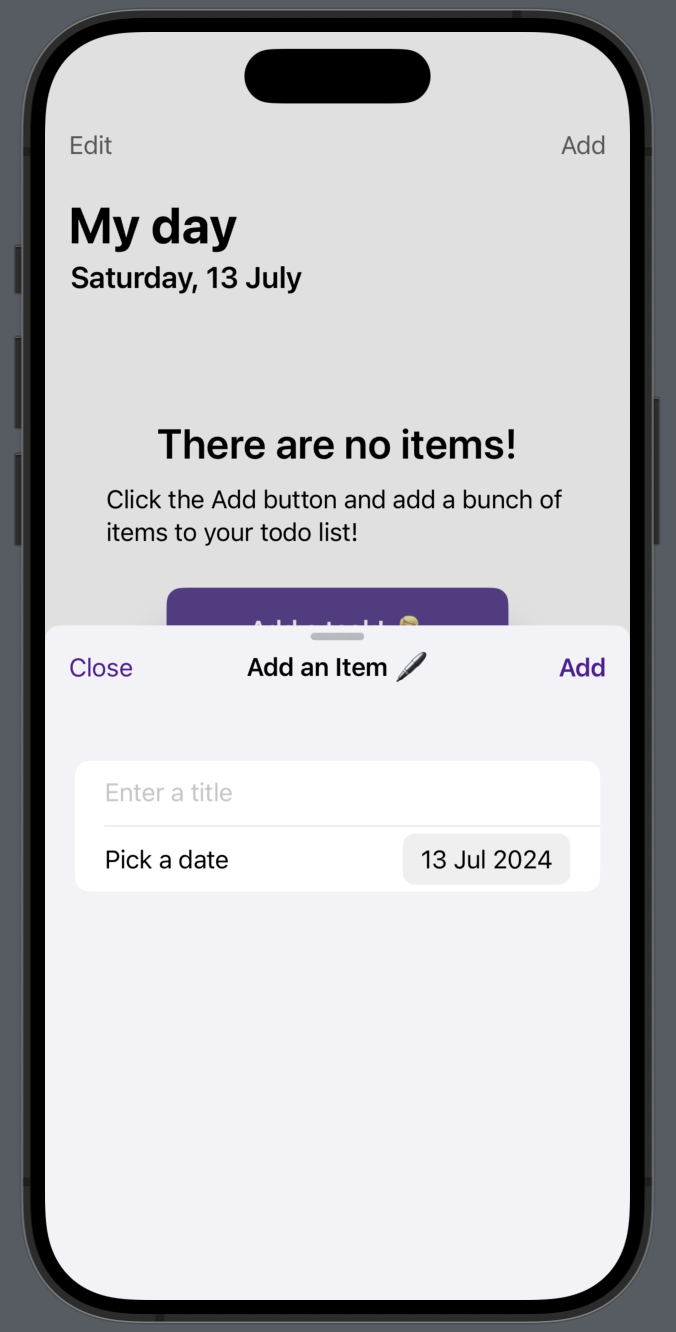 Edit
Add
My day
Saturday, 13 July
There are no items!
Click the Add button and add a bunch of
items to your todo list!
Close
Add an Item 🖋️
Add
Enter a title
Pick a date
13 Jul 2024